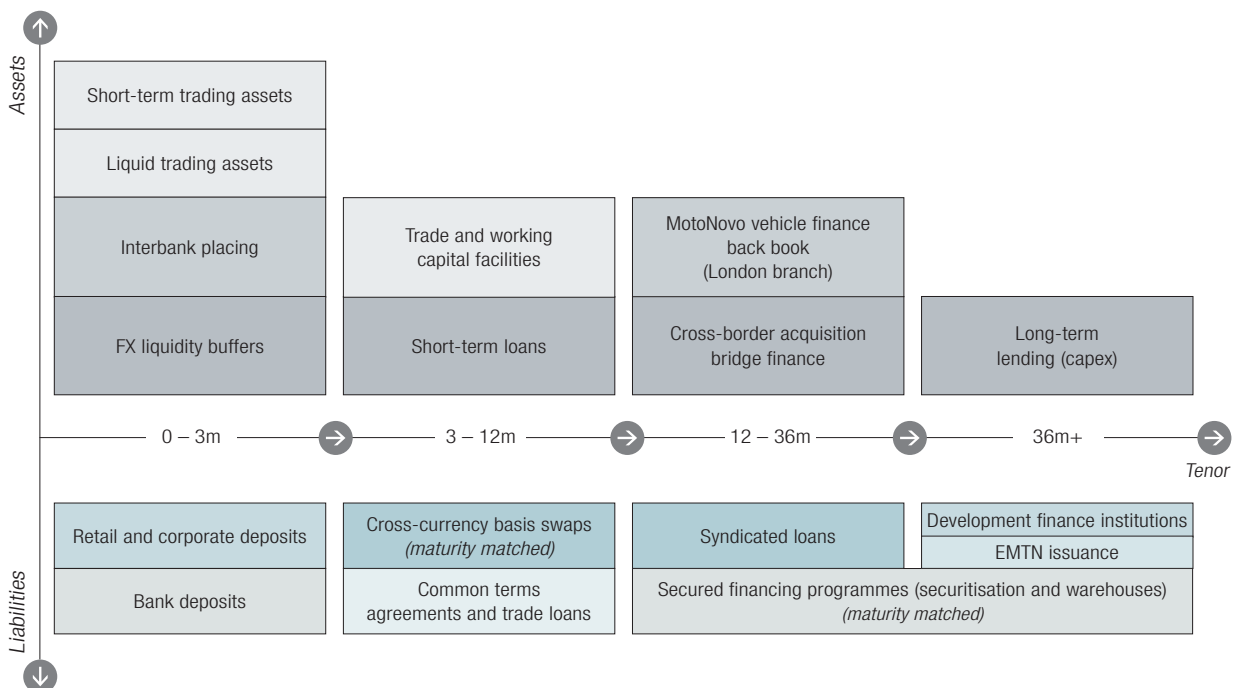 Assets
Short-term trading assets
Liquid trading assets
Interbank placing
FX liquidity buffers
Trade and working
capital facilities
Short-term loans
MotoNovo vehicle finance
back book
(London branch)
Cross-border acquisition
bridge finance
Long-term
lending (capex)
0 – 3m
3 – 12m
12 – 36m
36m+
Tenor
Retail and corporate deposits
Bank deposits
Cross-currency basis swaps
(maturity matched)
Common terms
agreements and trade loans
Syndicated loans
Development finance institutions
EMTN issuance
Secured financing programmes (securitisation and warehouses)
(maturity matched)
Liabilities